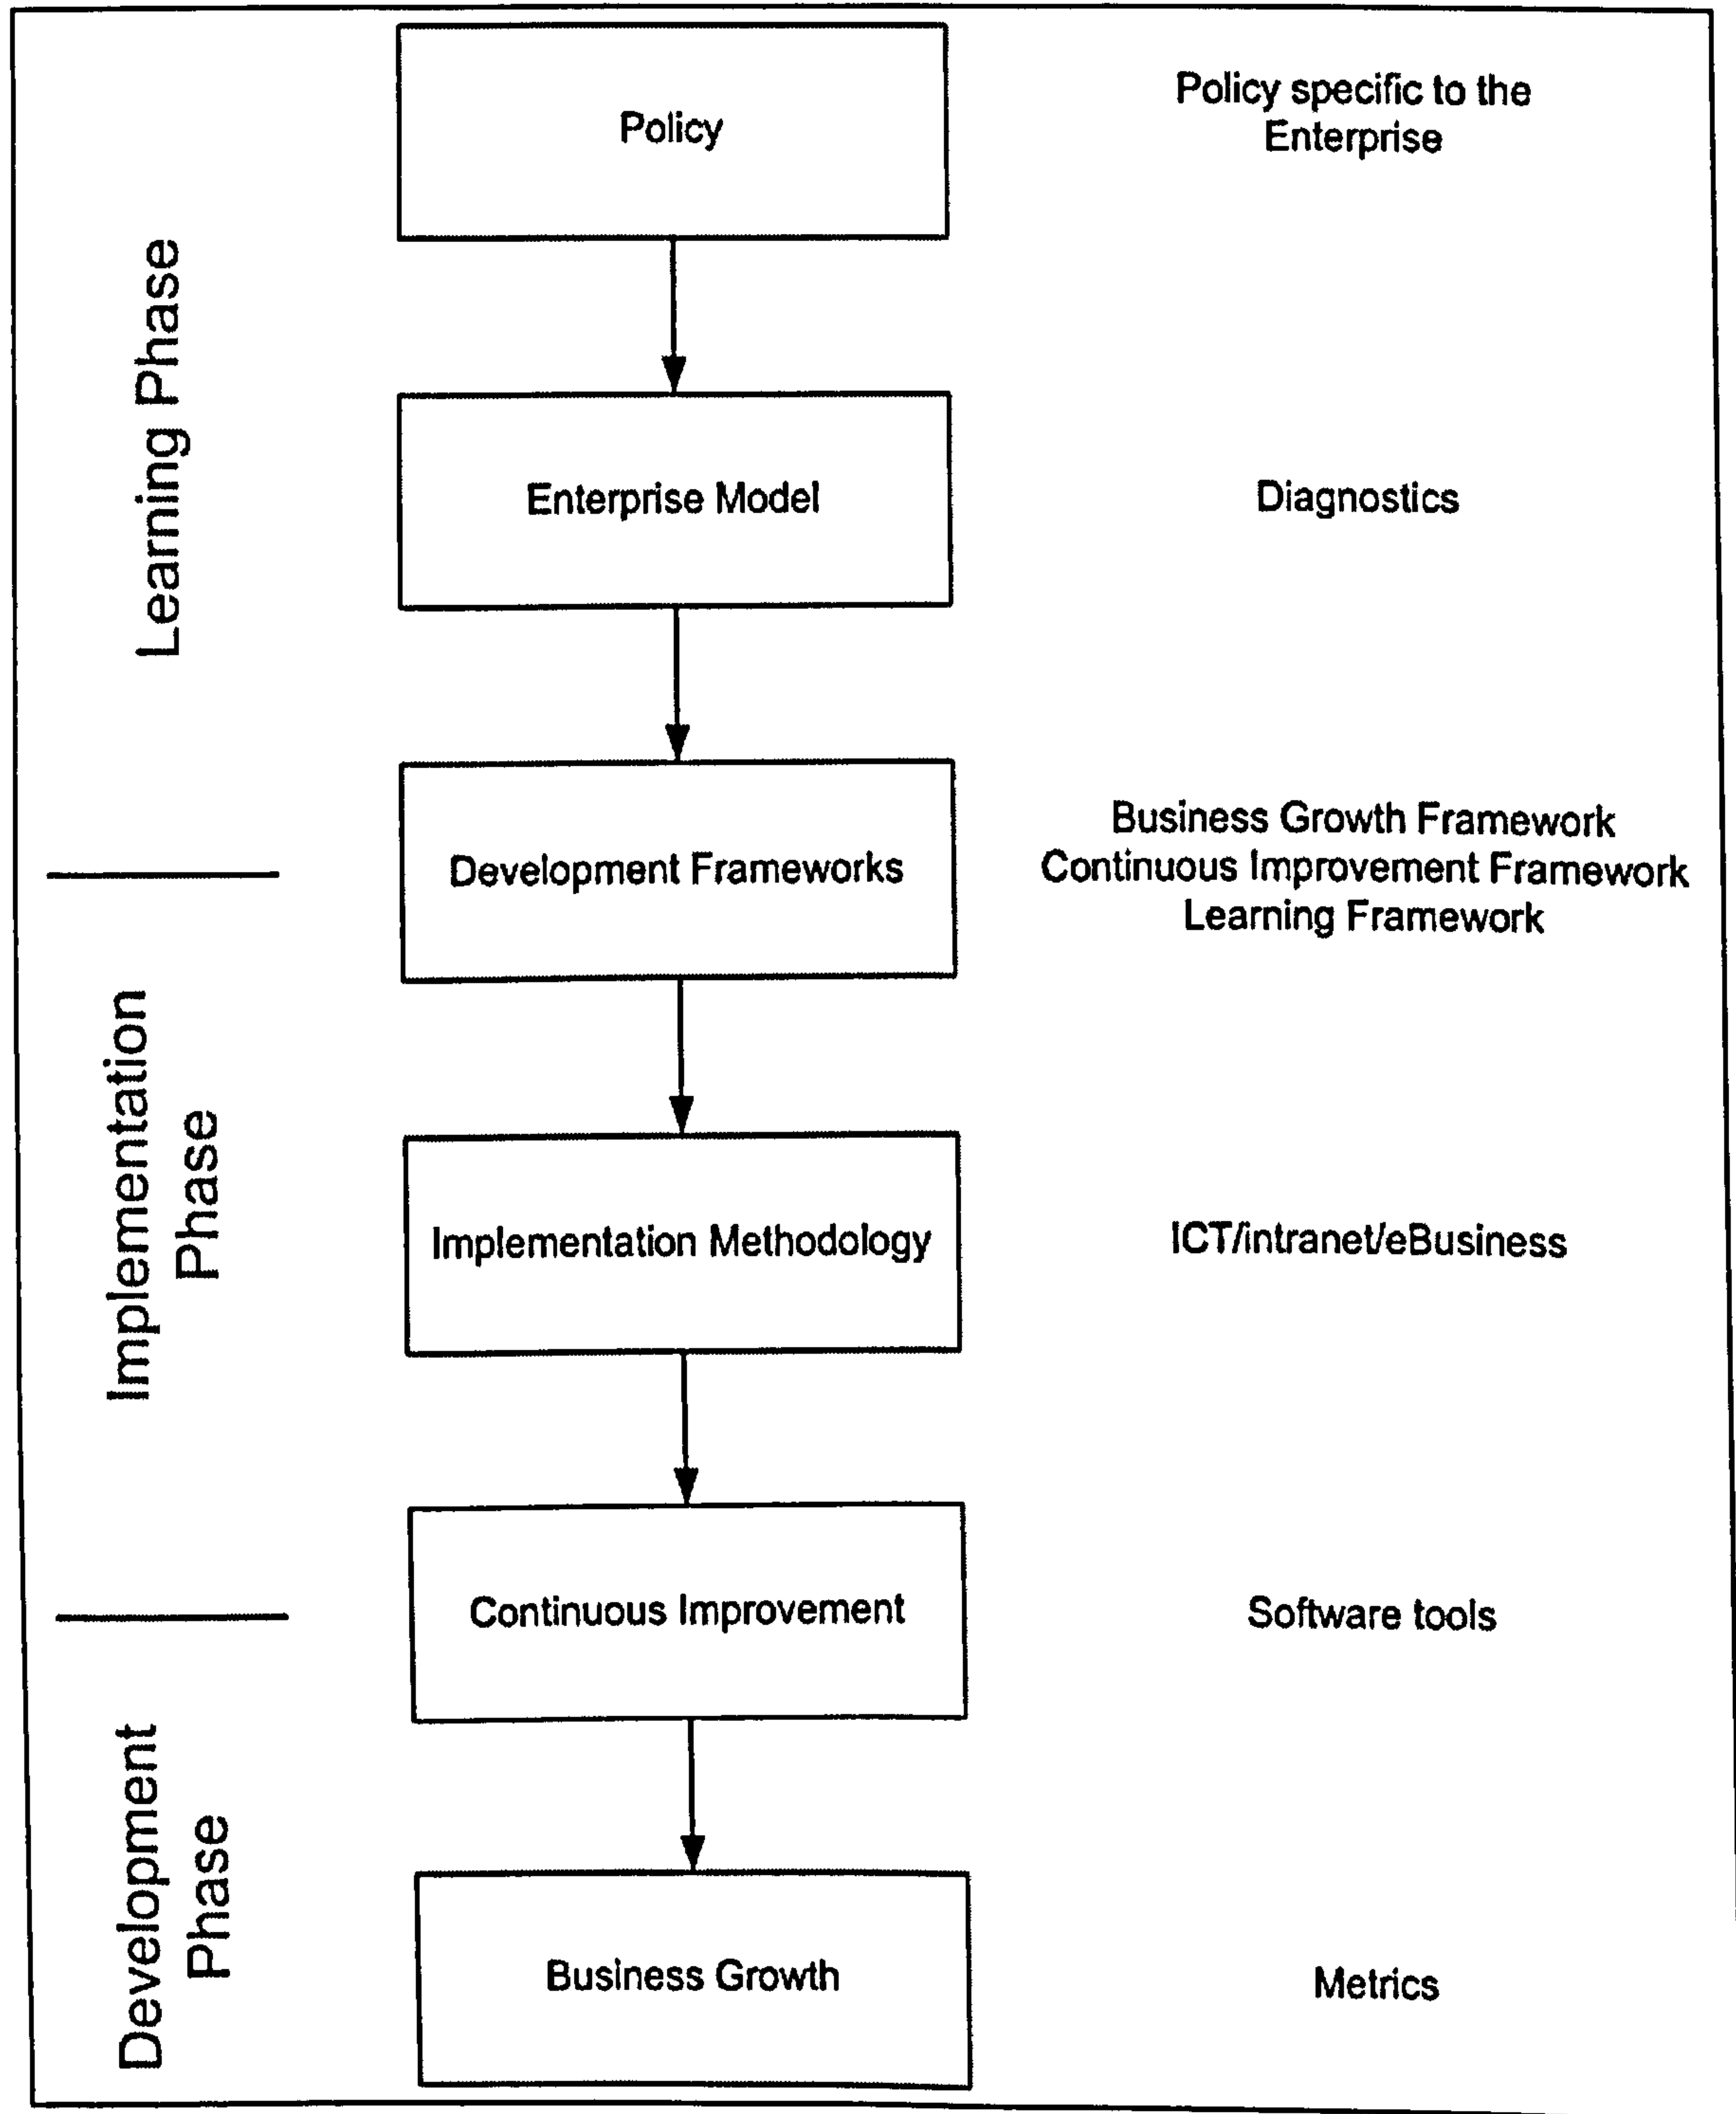 Learning Phase
Policy
Policy specific to the
Enterprise
Enterprise Model
Diagnostics
Development Frameworks
Business Growth Framework
Continuous Improvement Framework
Learning Framework
Implementation
Phase
Implementation Methodology
ICT/intranet/eBusiness
Continuous Improvement
Software tools
Development
Phase
Business Growth
Metrics